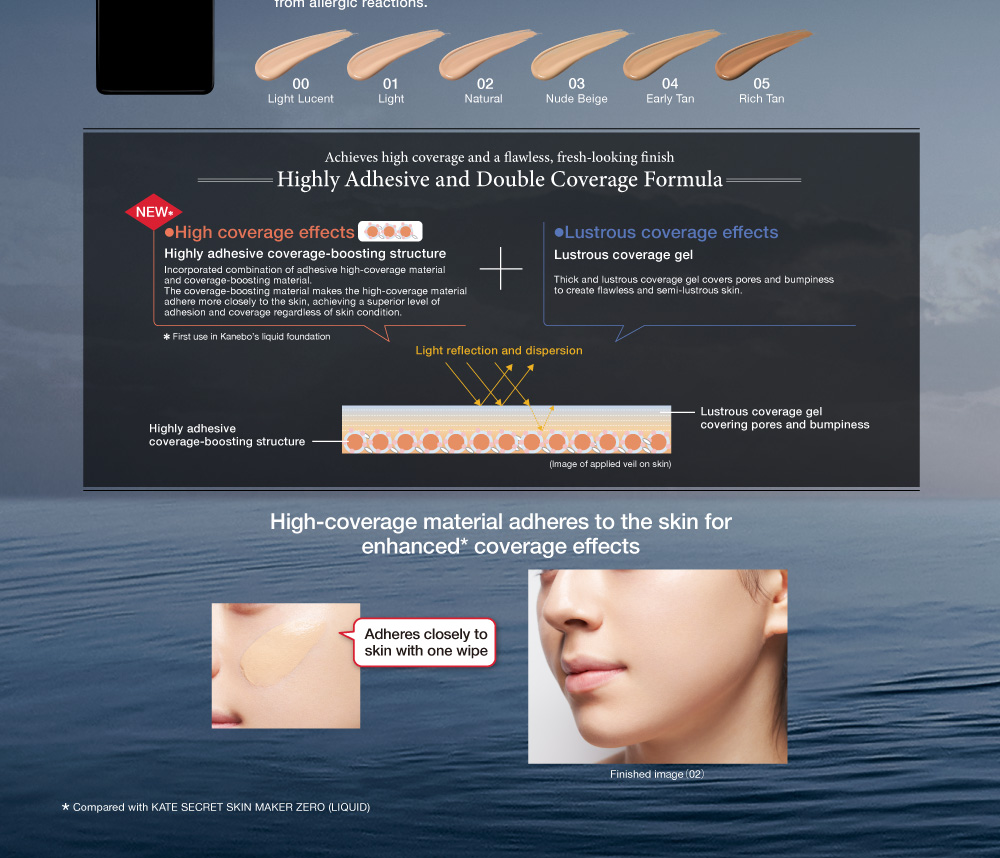 from allergic reactions.
00
Light Lucent
01
Light
02
Natural
03
Nude Beige
04
Early Tan
05
Rich Tan
Achieves high coverage and a flawless, fresh-looking finish
Highly Adhesive and Double Coverage Formula
NEW*
●High coverage effects
Highly adhesive coverage-boosting structure
Incorporated combination of adhesive high-coverage material
and coverage-boosting material.
The coverage-boosting material makes the high-coverage material
adhere more closely to the skin, achieving a superior level of
adhesion and coverage regardless of skin condition.
* First use in Kanebo's liquid foundation
●Lustrous coverage effects
Lustrous coverage gel
Thick and lustrous coverage gel covers pores and bumpiness
to create flawless and semi-lustrous skin.
Light reflection and dispersion
Highly adhesive
coverage-boosting structure
Lustrous coverage gel
covering pores and bumpiness
(Image of applied veil on skin)
High-coverage material adheres to the skin for
enhanced* coverage effects
Adheres closely to
skin with one wipe
Finished image (02)
* Compared with KATE SECRET SKIN MAKER ZERO (LIQUID)